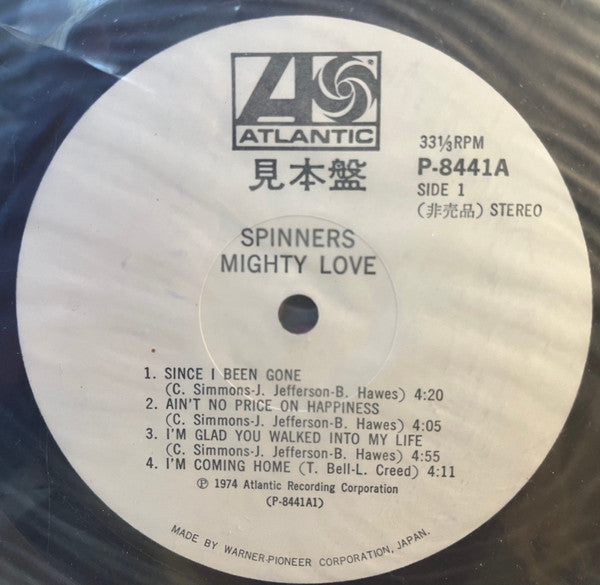 ATLANTIC
見本盤
33⅓RPM
P-8441A
SIDE 1
(非売品) STEREO
SPINNERS
MIGHTY LOVE
1. SINCE I BEEN GONE
(C. Simmons-J. Jefferson-B. Hawes) 4:20
2. AIN'T NO PRICE ON HAPPINESS
(C. Simmons-J. Jefferson-B. Hawes) 4:05
3. I'M GLAD YOU WALKED INTO MY LIFE
(C. Simmons-J. Jefferson-B. Hawes) 4:55
4. I'M COMING HOME (T. Bell-L. Creed) 4:11
℗ 1974 Atlantic Recording Corporation
(P-8441A1)
MADE BY WARNER-PIONEER CORPORATION, JAPAN.